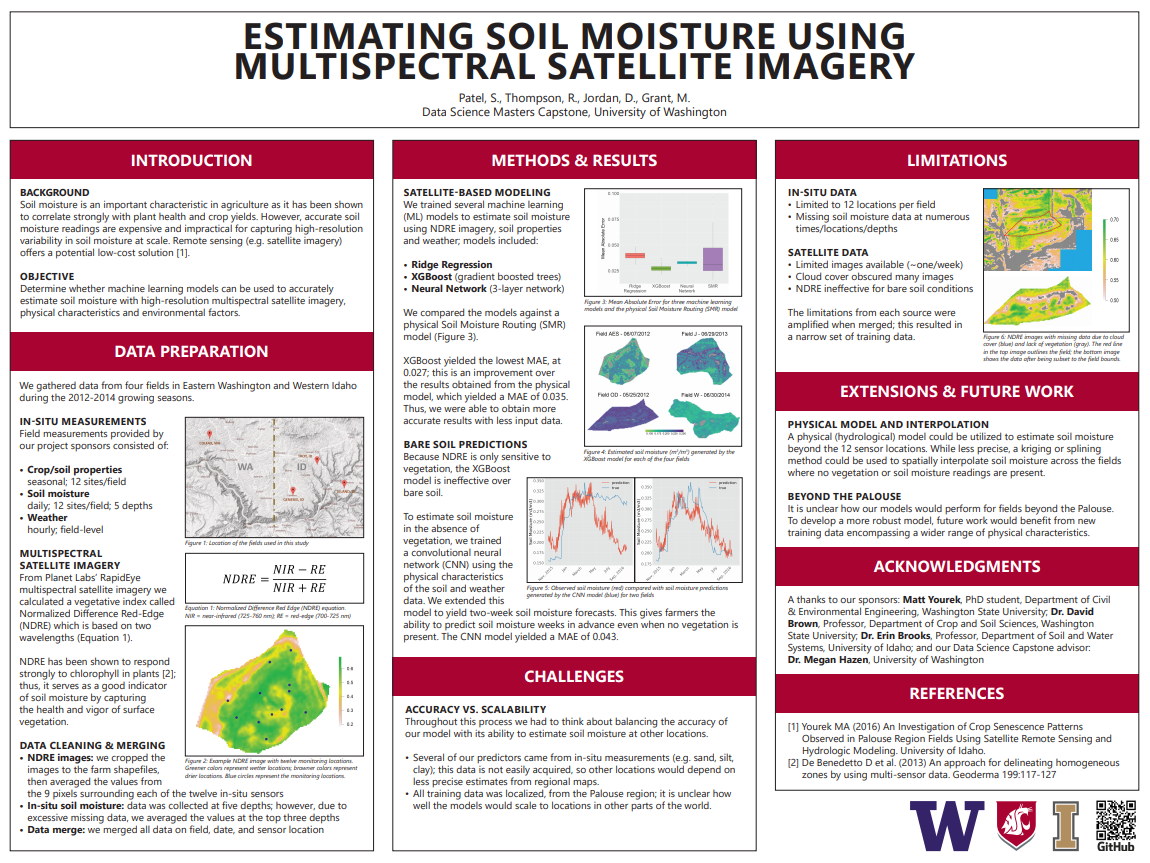 ESTIMATING SOIL MOISTURE USING
MULTISPECTRAL SATELLITE IMAGERY
Patel, S., Thompson, R., Jordan, D., Grant, M.
Data Science Masters Capstone, University of Washington
INTRODUCTION
BACKGROUND
Soil moisture is an important characteristic in agriculture as it has been shown
to correlate strongly with plant health and crop yields. However, accurate soil
moisture readings are expensive and impractical for capturing high-resolution
variability in soil moisture at scale. Remote sensing (e.g. satellite imagery)
offers a potential low-cost solution [1].
OBJECTIVE
Determine whether machine learning models can be used to accurately
estimate soil moisture with high-resolution multispectral satellite imagery,
physical characteristics and environmental factors.
DATA PREPARATION
We gathered data from four fields in Eastern Washington and Western Idaho
during the 2012-2014 growing seasons.
IN-SITU MEASUREMENTS
Field measurements provided by
our project sponsors consisted of:
• Crop/soil properties
seasonal; 12 sites/field
• Soil moisture
daily; 12 sites/field; 5 depths
• Weather
hourly; field-level
WA
ID
Figure 1: Location of the fields used in this study
MULTISPECTRAL
SATELLITE IMAGERY
From Planet Labs' RapidEye
multispectral satellite imagery we
calculated a vegetative index called
Normalized Difference Red-Edge
(NDRE) which is based on two
wavelengths (Equation 1).
NDRE = NIR − RE / NIR + RE
Equation 1: Normalized Difference Red Edge (NDRE) equation.
NIR = near-infrared (725-760 nm); RE = red-edge (700-725 nm)
NDRE has been shown to respond
strongly to chlorophyll in plants [2];
thus, it serves as a good indicator
of soil moisture by capturing
the health and vigor of surface
vegetation.
0.6
0.5
0.4
0.3
0.2
Figure 2: Example NDRE image with twelve monitoring locations.
Greener colors represent wetter locations; browner colors represent
drier locations. Blue circles represent the monitoring locations.
DATA CLEANING & MERGING
• NDRE images: we cropped the
images to the farm shapefiles,
then averaged the values from
the 9 pixels surrounding each of the twelve in-situ sensors
• In-situ soil moisture: data was collected at five depths; however, due to
excessive missing data, we averaged the values at the top three depths
• Data merge: we merged all data on field, date, and sensor location
METHODS & RESULTS
SATELLITE-BASED MODELING
We trained several machine learning
(ML) models to estimate soil moisture
using NDRE imagery, soil properties
and weather; models included:
• Ridge Regression
• XGBoost (gradient boosted trees)
• Neural Network (3-layer network)
We compared the models against a
physical Soil Moisture Routing (SMR)
model (Figure 3).
XGBoost yielded the lowest MAE, at
0.027; this is an improvement over
the results obtained from the physical
model, which yielded a MAE of 0.035.
Thus, we were able to obtain more
accurate results with less input data.
Mean Absolute Error
0.100
0.075
0.050
0.025
Ridge Regression
XGBoost
Neural Network
SMR
Figure 3: Mean Absolute Error for three machine learning
models and the physical Soil Moisture Routing (SMR) model
Field AES - 06/07/2012
Field J - 06/29/2013
Field OD - 05/25/2012
Field W - 06/30/2014
Figure 4: Estimated soil moisture (m³/m³) generated by the
XGBoost model for each of the four fields
BARE SOIL PREDICTIONS
Because NDRE is only sensitive to
vegetation, the XGBoost
model is ineffective over
bare soil.
To estimate soil moisture
in the absence of
vegetation, we trained
a convolutional neural
network (CNN) using the
physical characteristics
of the soil and weather
data. We extended this
model to yield two-week soil moisture forecasts. This gives farmers the
ability to predict soil moisture weeks in advance even when no vegetation is
present. The CNN model yielded a MAE of 0.043.
prediction
true
prediction
true
Figure 5: Observed soil moisture (red) compared with soil moisture predictions
generated by the CNN model (blue) for two fields
CHALLENGES
ACCURACY VS. SCALABILITY
Throughout this process we had to think about balancing the accuracy of
our model with its ability to estimate soil moisture at other locations.
• Several of our predictors came from in-situ measurements (e.g. sand, silt,
clay); this data is not easily acquired, so other locations would depend on
less precise estimates from regional maps.
• All training data was localized, from the Palouse region; it is unclear how
well the models would scale to locations in other parts of the world.
LIMITATIONS
IN-SITU DATA
• Limited to 12 locations per field
• Missing soil moisture data at numerous
times/locations/depths
SATELLITE DATA
• Limited images available (~one/week)
• Cloud cover obscured many images
• NDRE ineffective for bare soil conditions
The limitations from each source were
amplified when merged; this resulted in
a narrow set of training data.
0.70
0.65
0.60
0.55
0.50
Figure 6: NDRE images with missing data due to cloud
cover (blue) and lack of vegetation (gray). The red line
in the top image outlines the field; the bottom image
shows the data after being subset to the field bounds.
EXTENSIONS & FUTURE WORK
PHYSICAL MODEL AND INTERPOLATION
A physical (hydrological) model could be utilized to estimate soil moisture
beyond the 12 sensor locations. While less precise, a kriging or splining
method could be used to spatially interpolate soil moisture across the fields
where no vegetation or soil moisture readings are present.
BEYOND THE PALOUSE
It is unclear how our models would perform for fields beyond the Palouse.
To develop a more robust model, future work would benefit from new
training data encompassing a wider range of physical characteristics.
ACKNOWLEDGMENTS
A thanks to our sponsors: Matt Yourek, PhD student, Department of Civil
& Environmental Engineering, Washington State University; Dr. David
Brown, Professor, Department of Crop and Soil Sciences, Washington
State University; Dr. Erin Brooks, Professor, Department of Soil and Water
Systems, University of Idaho; and our Data Science Capstone advisor:
Dr. Megan Hazen, University of Washington
REFERENCES
[1] Yourek MA (2016) An Investigation of Crop Senescence Patterns
Observed in Palouse Region Fields Using Satellite Remote Sensing and
Hydrologic Modeling. University of Idaho.
[2] De Benedetto D et al. (2013) An approach for delineating homogeneous
zones by using multi-sensor data. Geoderma 199:117-127
W
I
GitHub